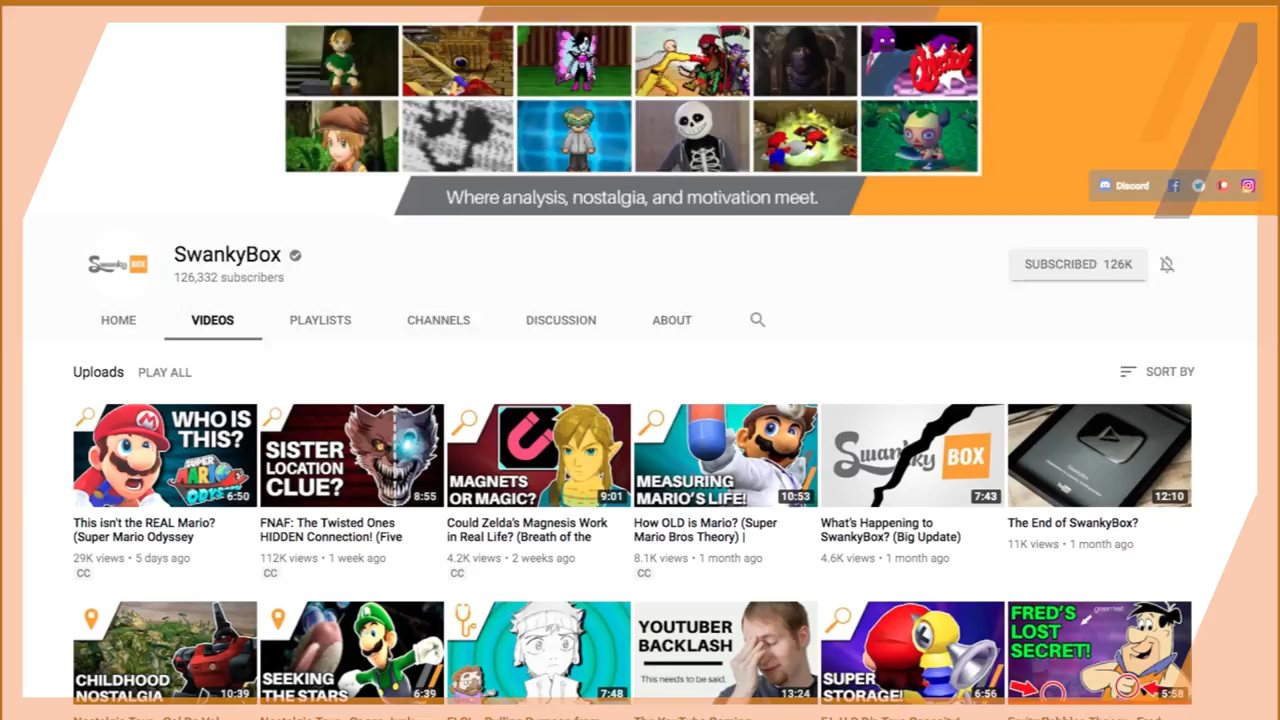 Where analysis, nostalgia, and motivation meet.
Discord
Swanky BOX
SwankyBox
126,332 subscribers
SUBSCRIBED 126K
HOME
VIDEOS
PLAYLISTS
CHANNELS
DISCUSSION
ABOUT
Uploads
PLAY ALL
SORT BY
WHO IS
THIS?
SUPER
MARIO
ODYSSEY
6:50
SISTER
LOCATION
CLUE?
8:55
MAGNETS
OR MAGIC?
9:01
MEASURING
MARIO'S LIFE!
10:53
Swanky BOX
7:43
12:10
This isn't the REAL Mario?
(Super Mario Odyssey
29K views • 5 days ago
CC
FNAF: The Twisted Ones
HIDDEN Connection! (Five
112K views • 1 week ago
CC
Could Zelda's Magnesis Work
in Real Life? (Breath of the
4.2K views • 2 weeks ago
CC
How OLD is Mario? (Super
Mario Bros Theory) |
8.1K views • 1 month ago
CC
What's Happening to
SwankyBox? (Big Update)
4.6K views • 1 month ago
The End of SwankyBox?
11K views • 1 month ago
CHILDHOOD
NOSTALGIA
10:39
SEEKING
THE STARS
6:39
7:48
YOUTUBER
BACKLASH
This needs to be said.
13:24
SUPER
STORAGE!
6:56
FRED'S
LOST
SECRET!
5:58